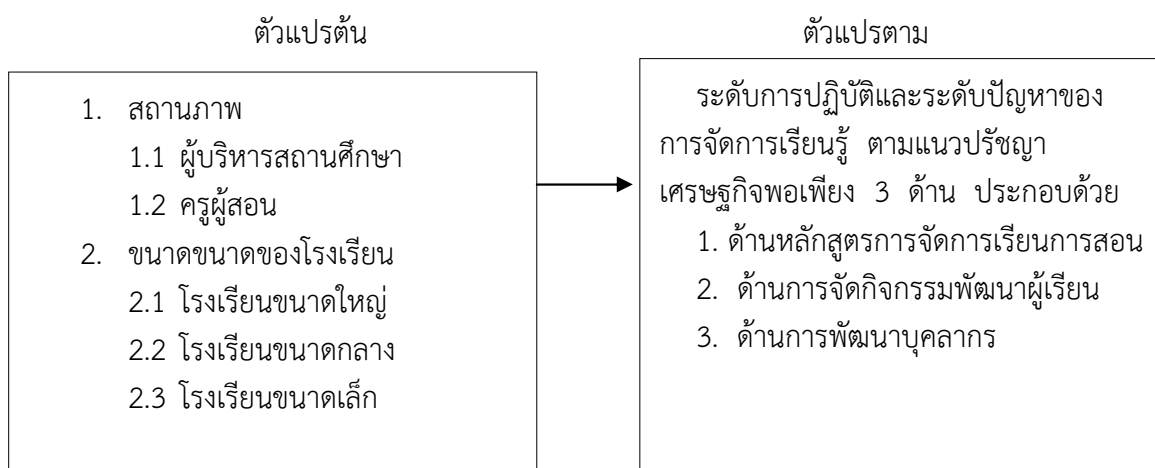 ตัวแปรต้น
ตัวแปรตาม
1. สถานภาพ
1.1 ผู้บริหารสถานศึกษา
1.2 ครูผู้สอน
2. ขนาดขนาดของโรงเรียน
2.1 โรงเรียนขนาดใหญ่
2.2 โรงเรียนขนาดกลาง
2.3 โรงเรียนขนาดเล็ก
ระดับการปฏิบัติและระดับปัญหาของ
การจัดการเรียนรู้ ตามแนวปรัชญา
เศรษฐกิจพอเพียง 3 ด้าน ประกอบด้วย
1. ด้านหลักสูตรการจัดการเรียนการสอน
2. ด้านการจัดกิจกรรมพัฒนาผู้เรียน
3. ด้านการพัฒนาบุคลากร